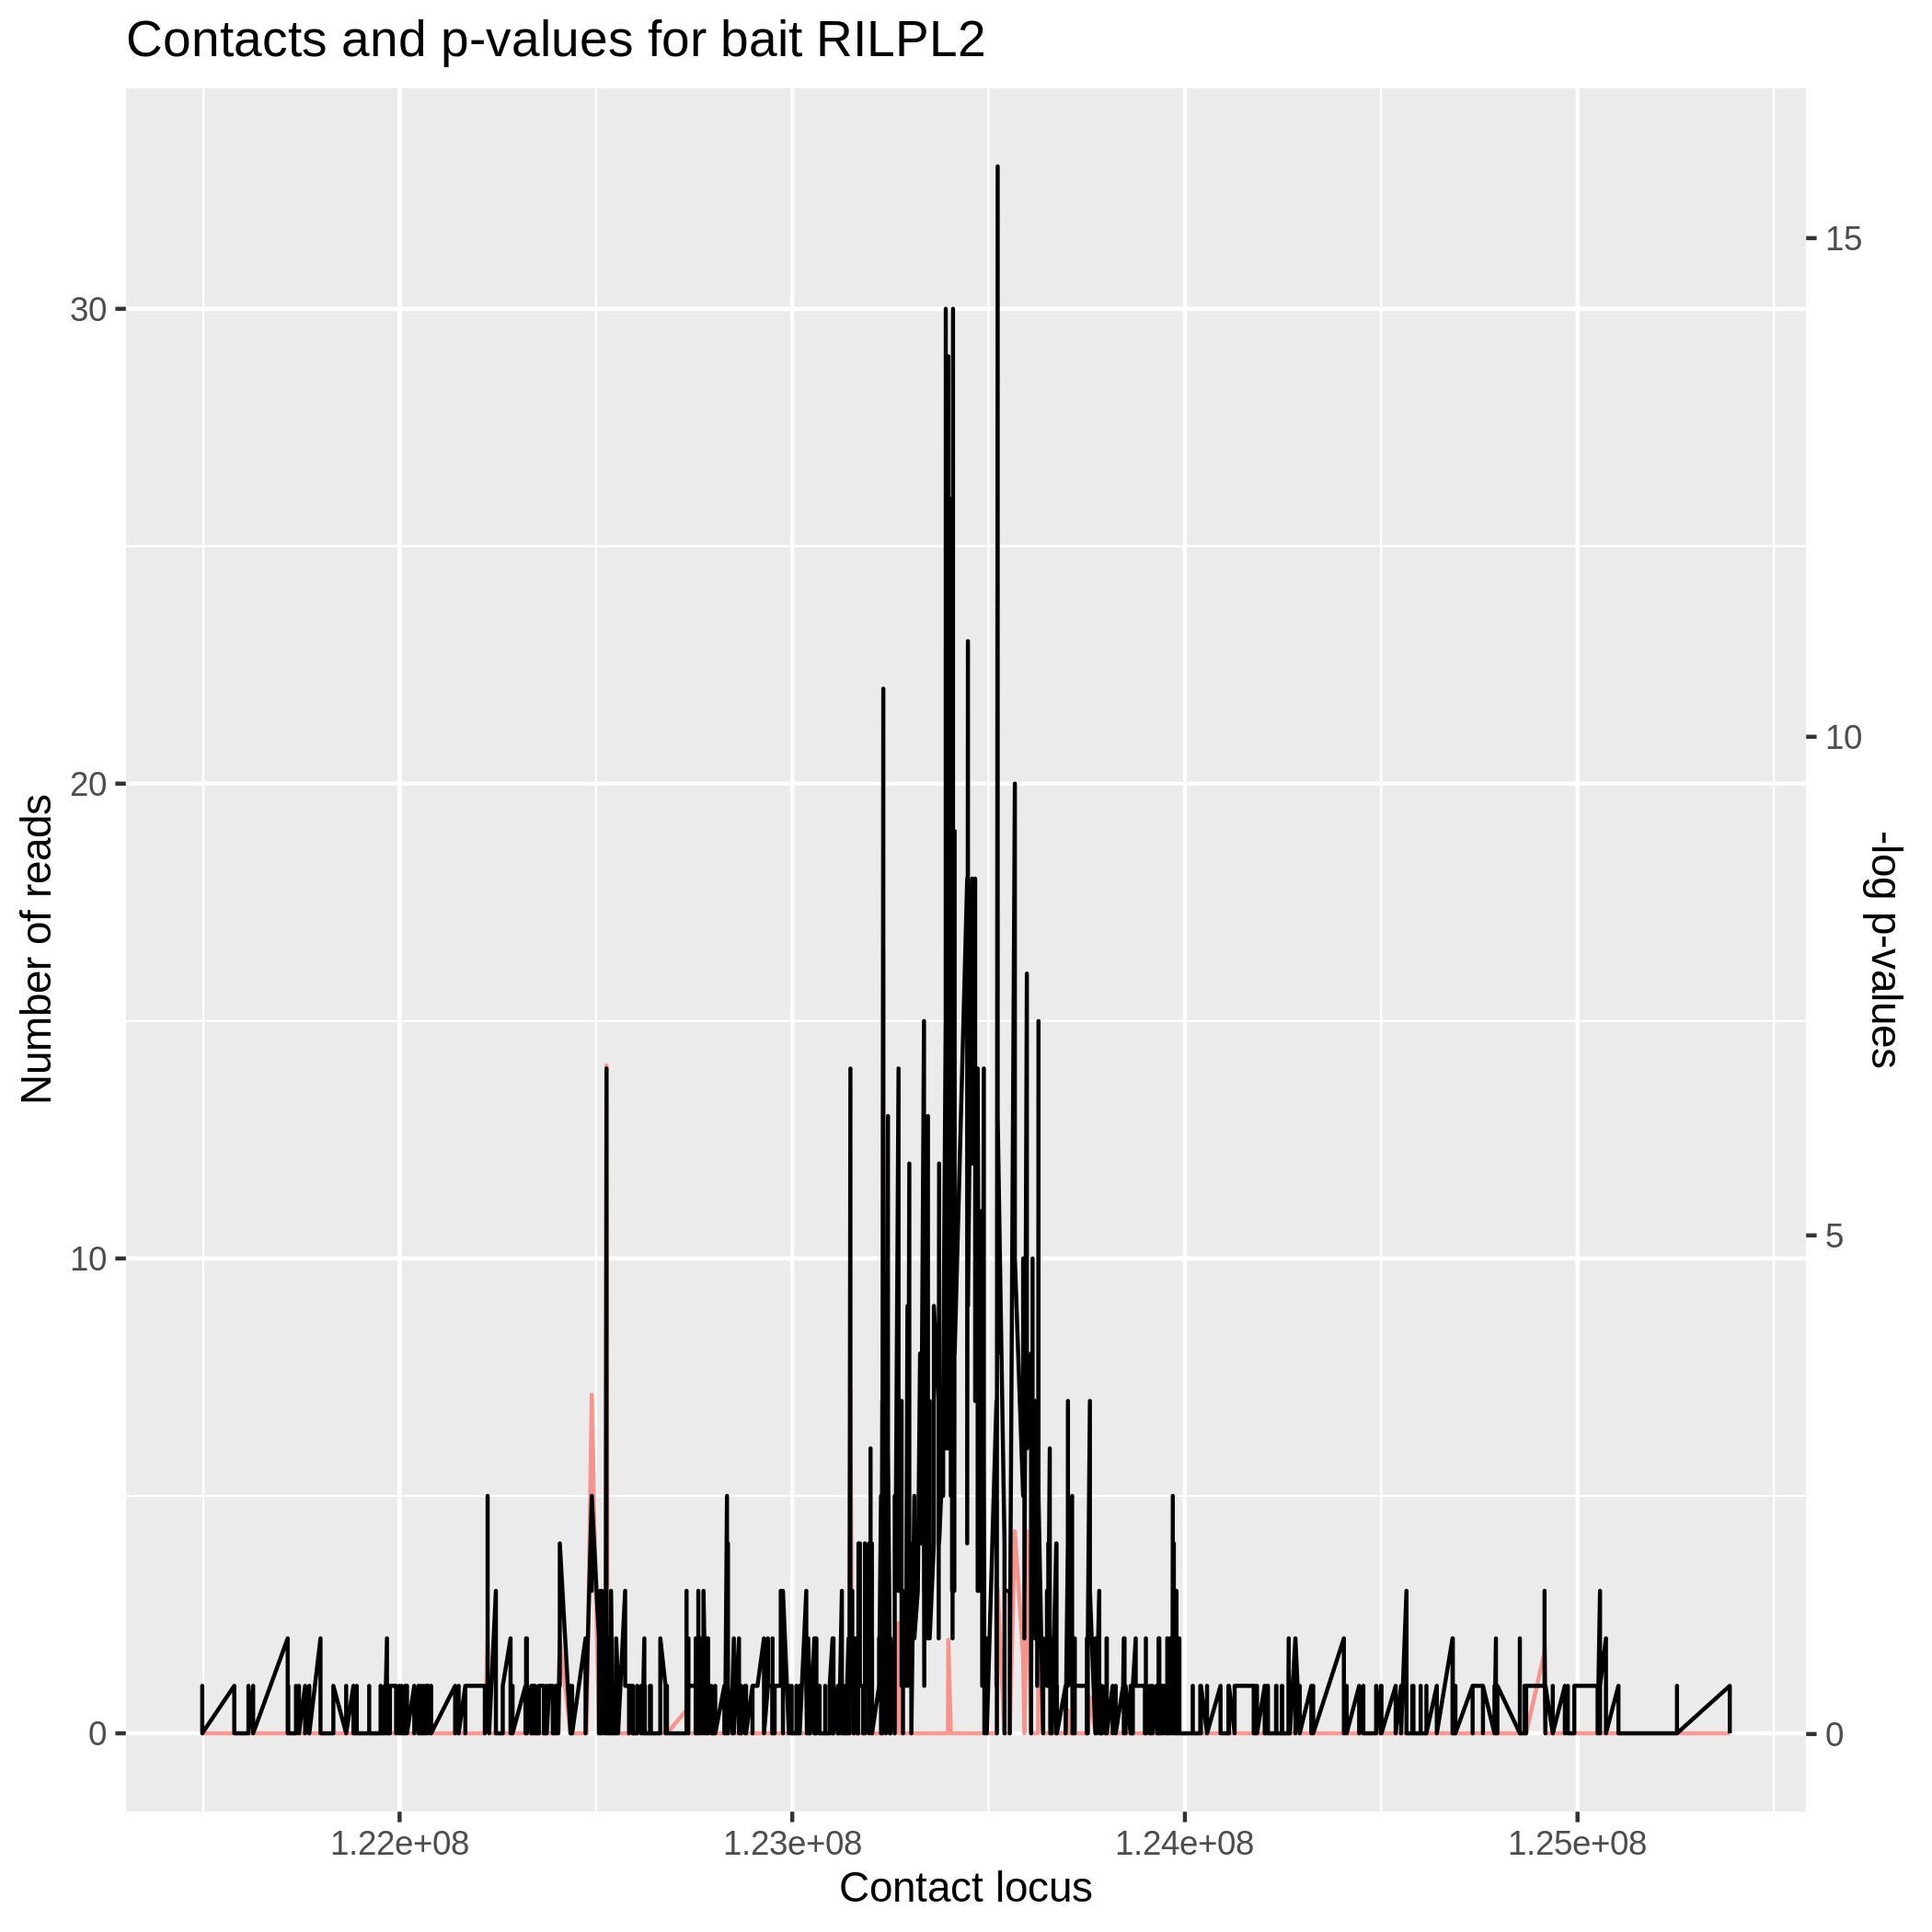 Contacts and p-values for bait RILPL2
Number of reads
30
20
10
0
15
10
5
0
-log p-values
1.22e+08 1.23e+08 1.24e+08 1.25e+08
Contact locus